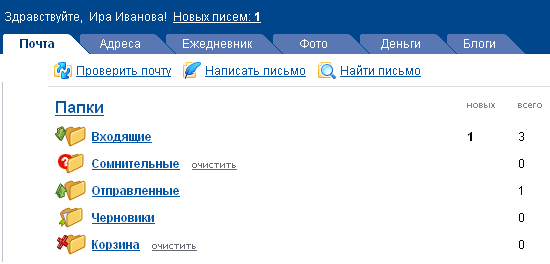 Здравствуйте, Ира Иванова! Новых писем: 1
Почта Адреса Ежедневник Фото Деньги Блоги
Проверить почту Написать письмо Найти письмо
Папки новых всего
Входящие 1 3
Сомнительные очистить 0
Отправленные 1
Черновики 0
Корзина очистить 0